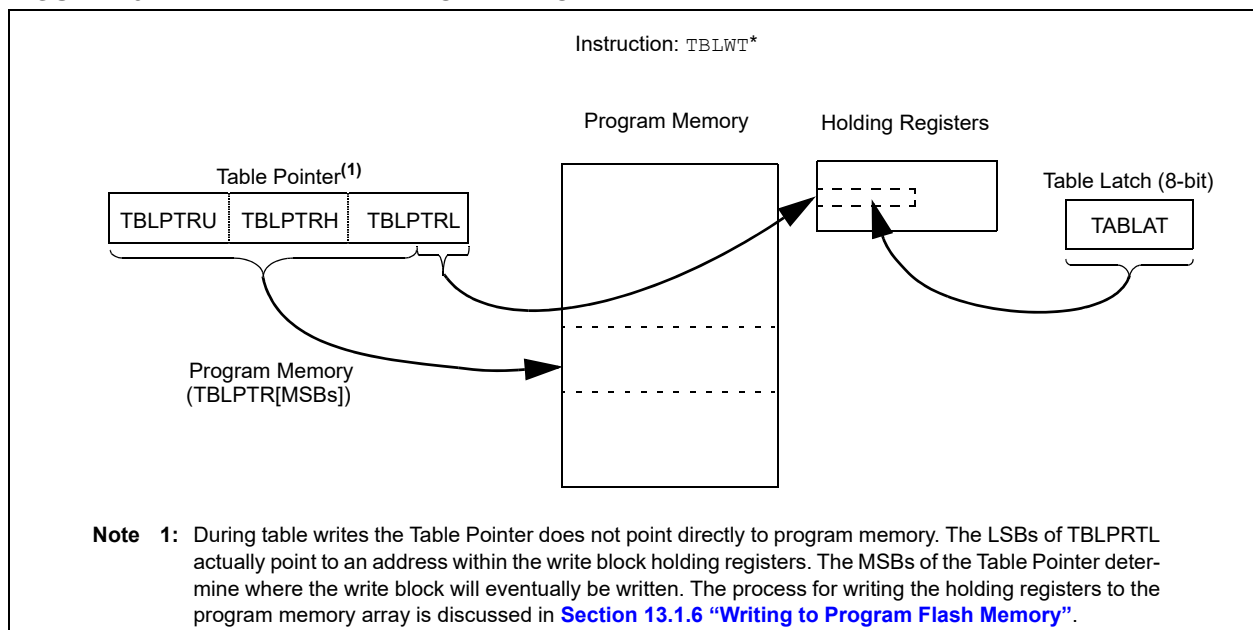 Instruction: TBLWT*
Program Memory
Holding Registers
Table Pointer(1)
Table Latch (8-bit)
TBLPTRU
TBLPTRH
TBLPTRL
TABLAT
Program Memory
(TBLPTR[MSBs])
Note 1: During table writes the Table Pointer does not point directly to program memory. The LSBs of TBLPRTL
actually point to an address within the write block holding registers. The MSBs of the Table Pointer deter-
mine where the write block will eventually be written. The process for writing the holding registers to the
program memory array is discussed in Section 13.1.6 “Writing to Program Flash Memory”.